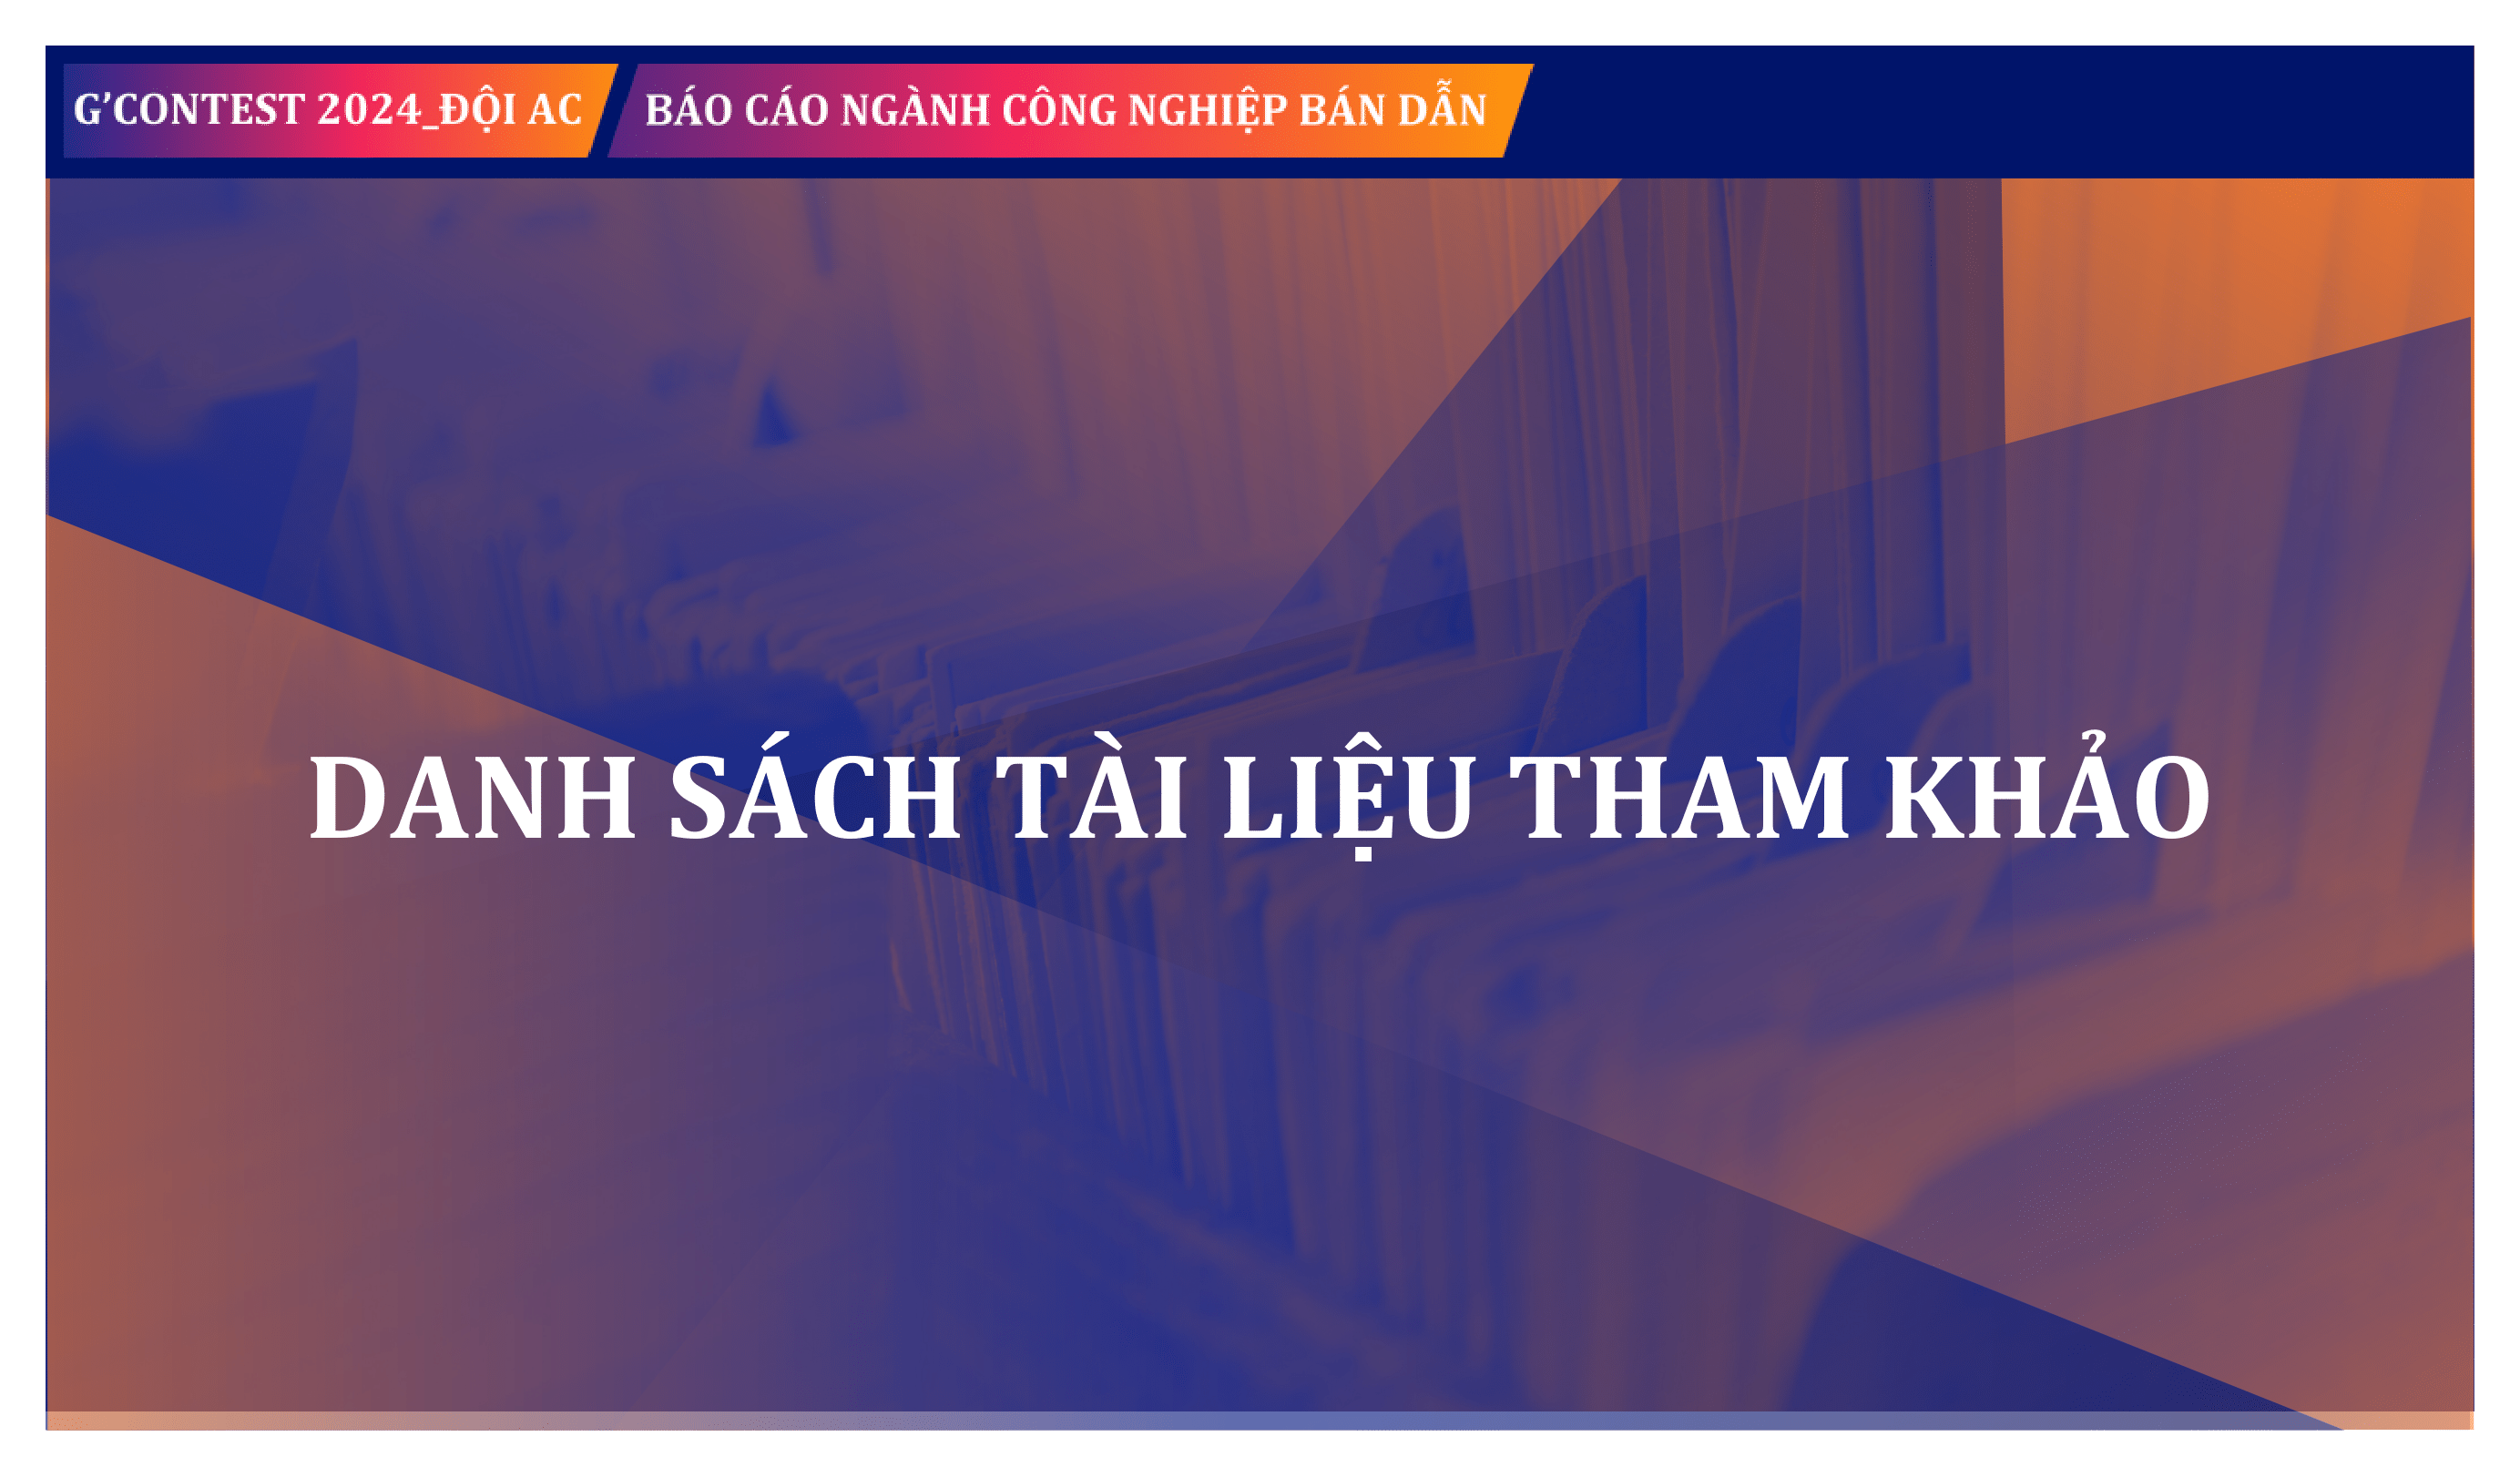 G’CONTEST 2024_ĐỘI AC
BÁO CÁO NGÀNH CÔNG NGHIỆP BÁN DẪN
DANH SÁCH TÀI LIỆU THAM KHẢO